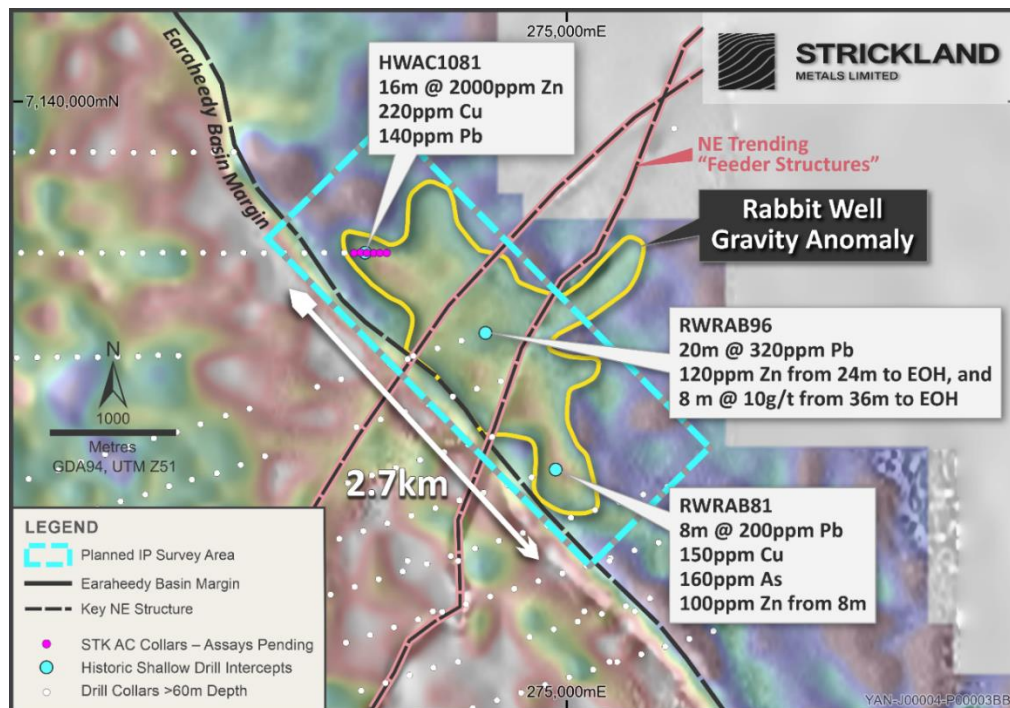 275,000mE
STRICKLAND
METALS LIMITED
Earaheedy Basin Margin
HWAC1081
16m @ 2000ppm Zn
220ppm Cu
140ppm Pb
7,140,000mN
NE Trending
“Feeder Structures”
Rabbit Well
Gravity Anomaly
RWRAB96
20m @ 320ppm Pb
120ppm Zn from 24m to EOH, and
8 m @ 10g/t from 36m to EOH
N
1000
Metres
GDA94, UTM Z51
2.7km
RWRAB81
8m @ 200ppm Pb
150ppm Cu
160ppm As
100ppm Zn from 8m
LEGEND
Planned IP Survey Area
Earaheedy Basin Margin
Key NE Structure
STK AC Collars – Assays Pending
Historic Shallow Drill Intercepts
Drill Collars >60m Depth
275,000mE
YAN-J00004-P00003BB